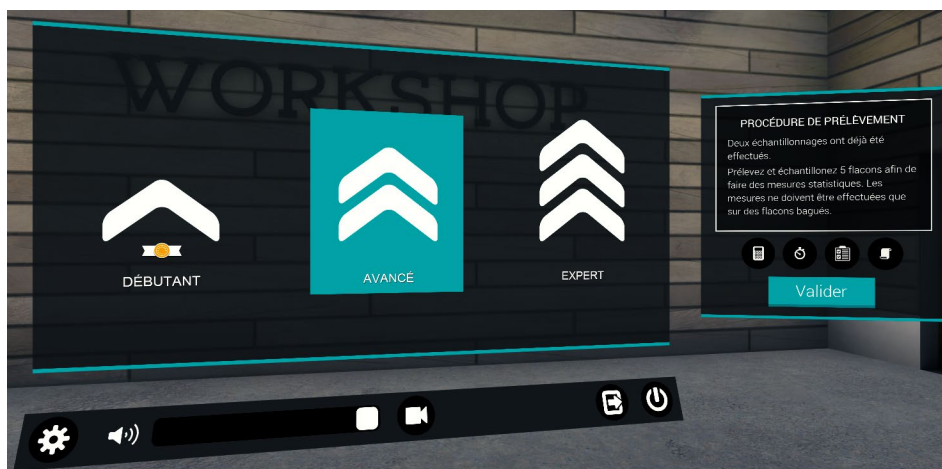 WORKSHOP
DÉBUTANT
AVANCÉ
EXPERT
PROCÉDURE DE PRÉLÈVEMENT
Deux échantillonnages ont déjà été
effectués.
Prélevez et échantillonez 5 flacons afin de
faire des mesures statistiques. Les
mesures ne doivent être effectuées que
sur des flacons bagués.
Valider